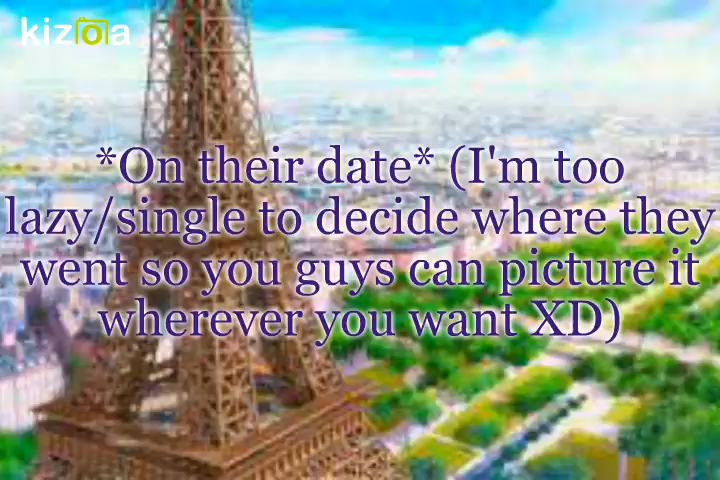 kizoa
*On their date* (I'm too
lazy/single to decide where they
went so you guys can picture it
wherever you want XD)